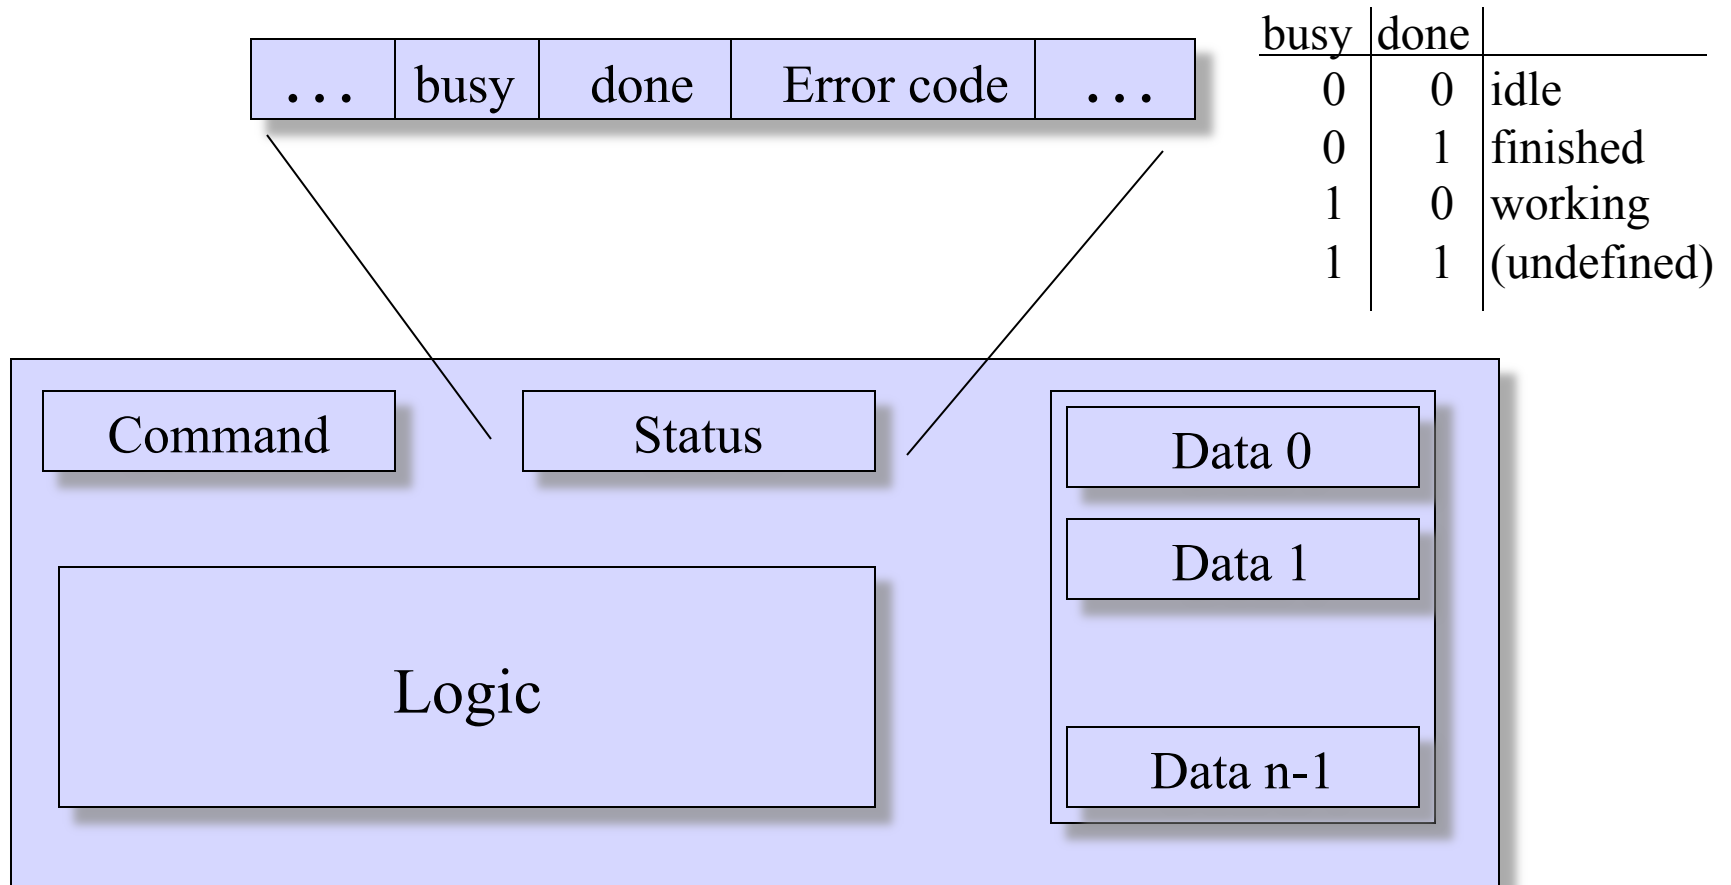 busy done
... busy done Error code ...
0 0 idle
0 1 finished
1 0 working
1 1 (undefined)
Command Status
Data 0
Data 1
Logic
Data n-1